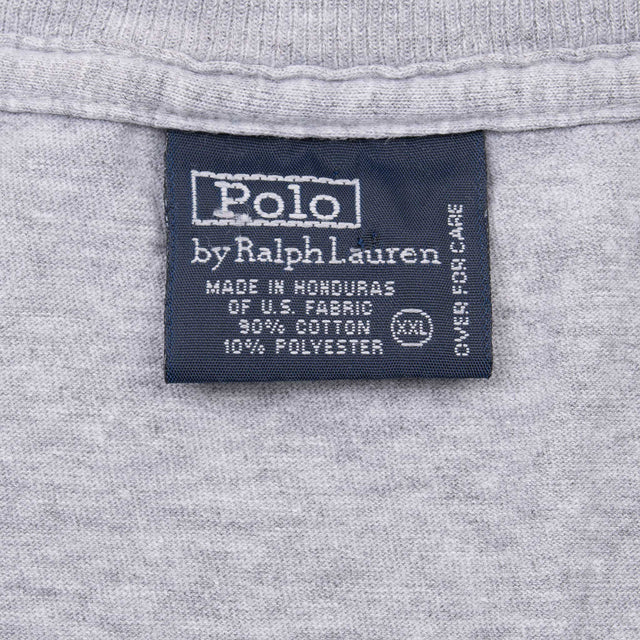 Polo
by Ralph Lauren
MADE IN HONDURAS
OF U.S. FABRIC
90% COTTON
10% POLYESTER
XXL
OVER FOR CARE